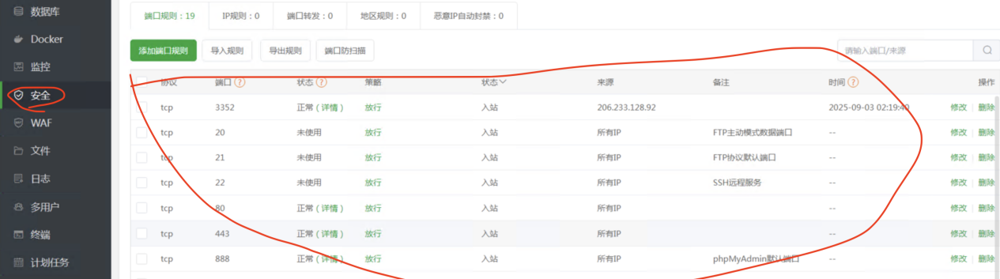 数据库
Docker
监控
安全
WAF
文件
日志
多用户
终端
计划任务
端口规则：19 IP规则：0 端口转发：0 地区规则：0 恶意IP自动封禁：0
添加端口规则 导入规则 导出规则 端口防扫描 请输入端口/来源
协议 端口 ? 状态 ? 策略 状态 来源 备注 时间 ? 操作
tcp 3352 正常（详情） 放行 入站 206.233.128.92 2025-09-03 02:19:40 修改 删除
tcp 20 未使用 放行 入站 所有IP FTP主动模式数据端口 -- 修改 删除
tcp 21 未使用 放行 入站 所有IP FTP协议默认端口 -- 修改 删除
tcp 22 未使用 放行 入站 所有IP SSH远程服务 -- 修改 删除
tcp 80 正常（详情） 放行 入站 所有IP -- 修改 删除
tcp 443 正常（详情） 放行 入站 所有IP -- 修改 删除
tcp 888 正常（详情） 放行 入站 所有IP phpMyAdmin默认端口 -- 修改 删除